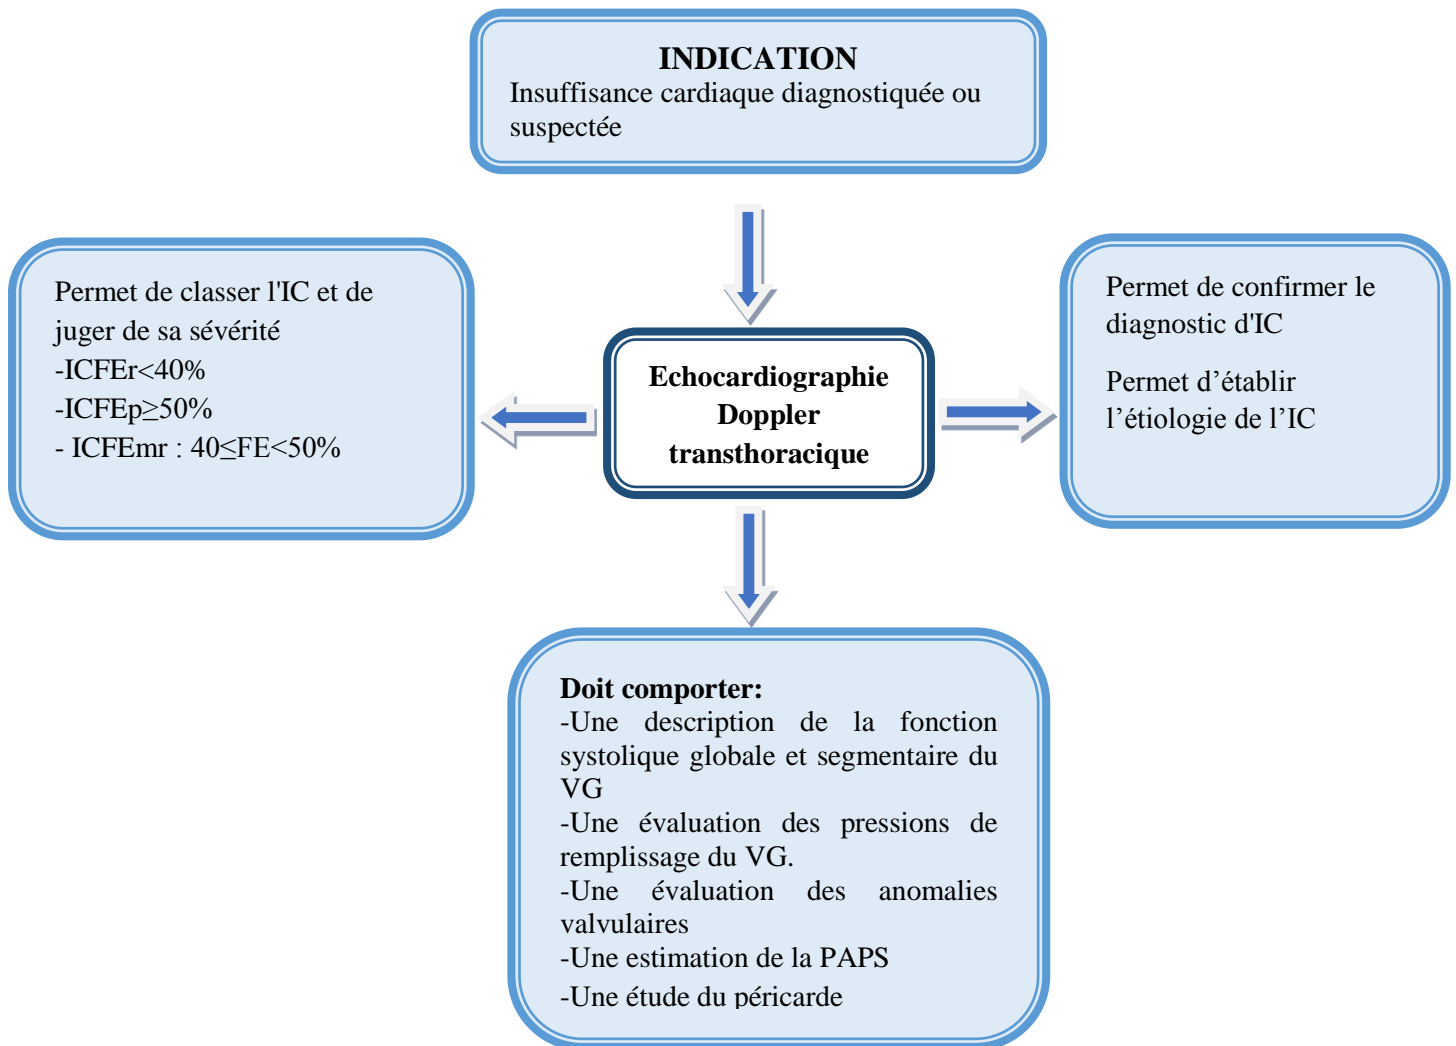 INDICATION
Insuffisance cardiaque diagnostiquée ou
suspectée
Permet de classer l'IC et de
juger de sa sévérité
-ICFEr<40%
-ICFEp≥50%
- ICFEmr : 40≤FE<50%
Echocardiographie
Doppler
transthoracique
Permet de confirmer le
diagnostic d'IC
Permet d’établir
l’étiologie de l’IC
Doit comporter:
-Une description de la fonction
systolique globale et segmentaire du
VG
-Une évaluation des pressions de
remplissage du VG.
-Une évaluation des anomalies
valvulaires
-Une estimation de la PAPS
-Une étude du péricarde